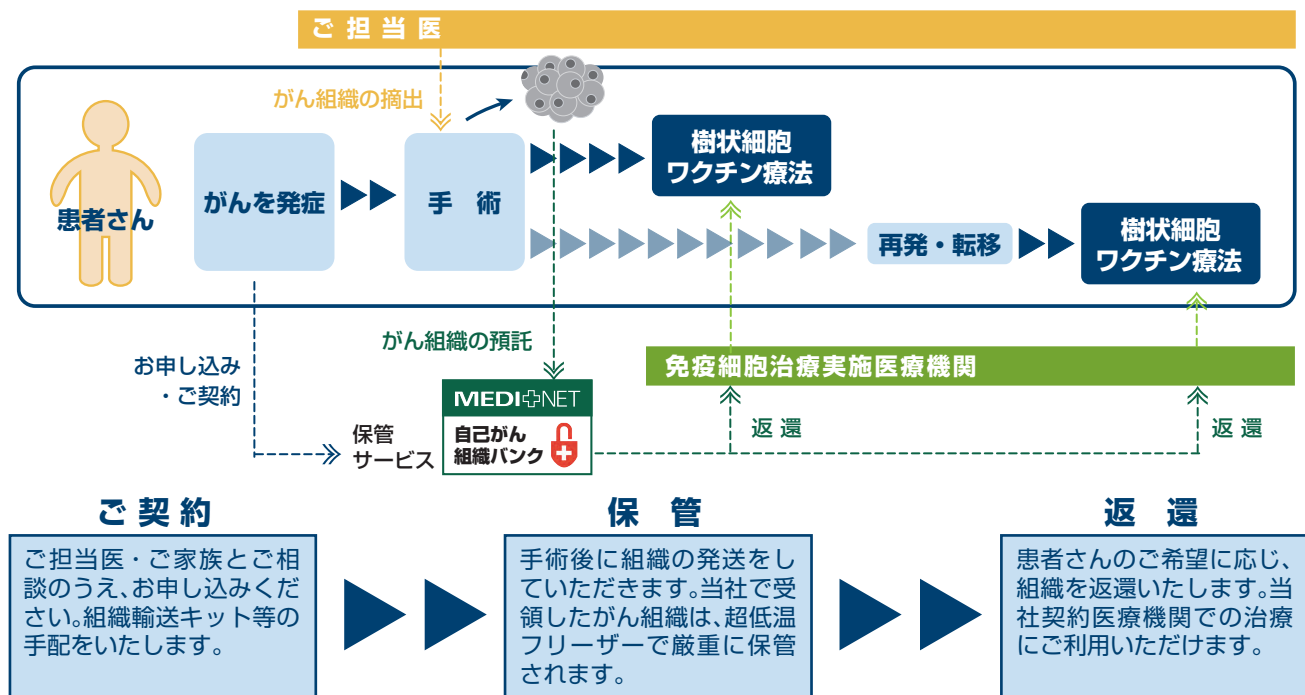 ご担当医
がん組織の摘出
患者さん
がんを発症
手 術
樹状細胞
ワクチン療法
再発・転移
樹状細胞
ワクチン療法
がん組織の預託
お申し込み
・ご契約
免疫細胞治療実施医療機関
MEDI NET
自己がん
組織バンク
保管
サービス
返 還
返 還
ご 契 約
ご担当医・ご家族とご相
談のうえ、お申し込みくだ
さい。組織輸送キット等の
手配をいたします。
保 管
手術後に組織の発送をし
ていただきます。当社で受
領したがん組織は、超低温
フリーザーで厳重に保管
されます。
返 還
患者さんのご希望に応じ、
組織を返還いたします。当
社契約医療機関での治療
にご利用いただけます。